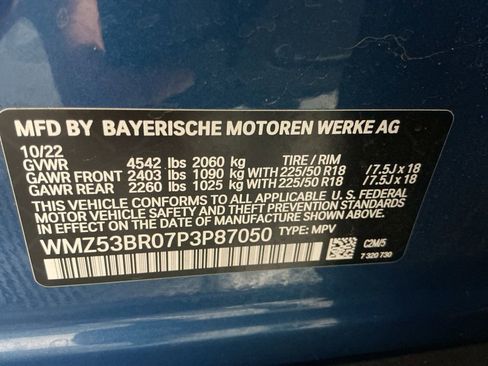 MFD BY BAYERISCHE MOTOREN WERKE AG
10/22
GVWR 4542 lbs 2060 kg TIRE / RIM
GAWR FRONT 2403 lbs 1090 kg WITH 225/50 R18 / 7.5J x 18
GAWR REAR 2260 lbs 1025 kg WITH 225/50 R18 / 7.5J x 18
THIS VEHICLE CONFORMS TO ALL APPLICABLE U. S. FEDERAL
MOTOR VEHICLE SAFETY AND THEFT PREVENTION STANDARDS
IN EFFECT ON THE DATE OF MANUFACTURE SHOWN ABOVE.
WMZ53BR07P3P87050 TYPE: MPV
C2M/5
7 320 730